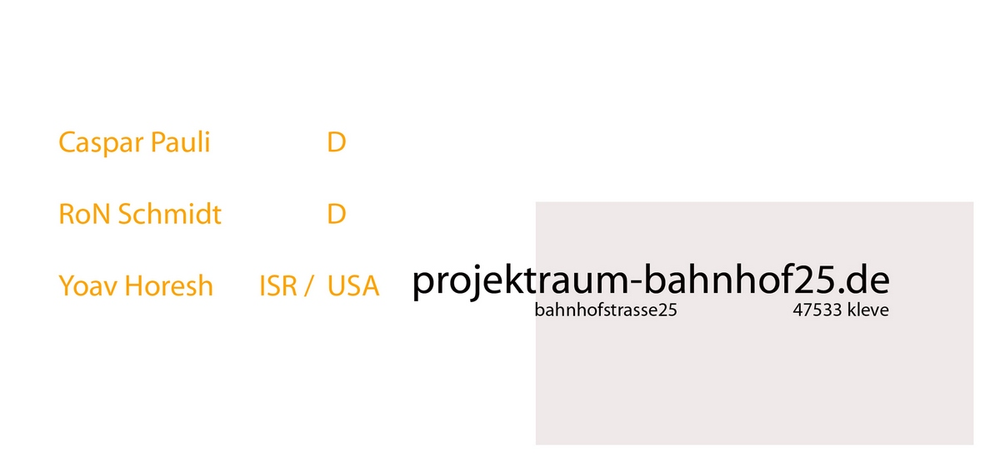 Caspar Pauli D
RoN Schmidt D
Yoav Horesh ISR / USA
projektraum-bahnhof25.de
bahnhofstrasse25 47533 kleve